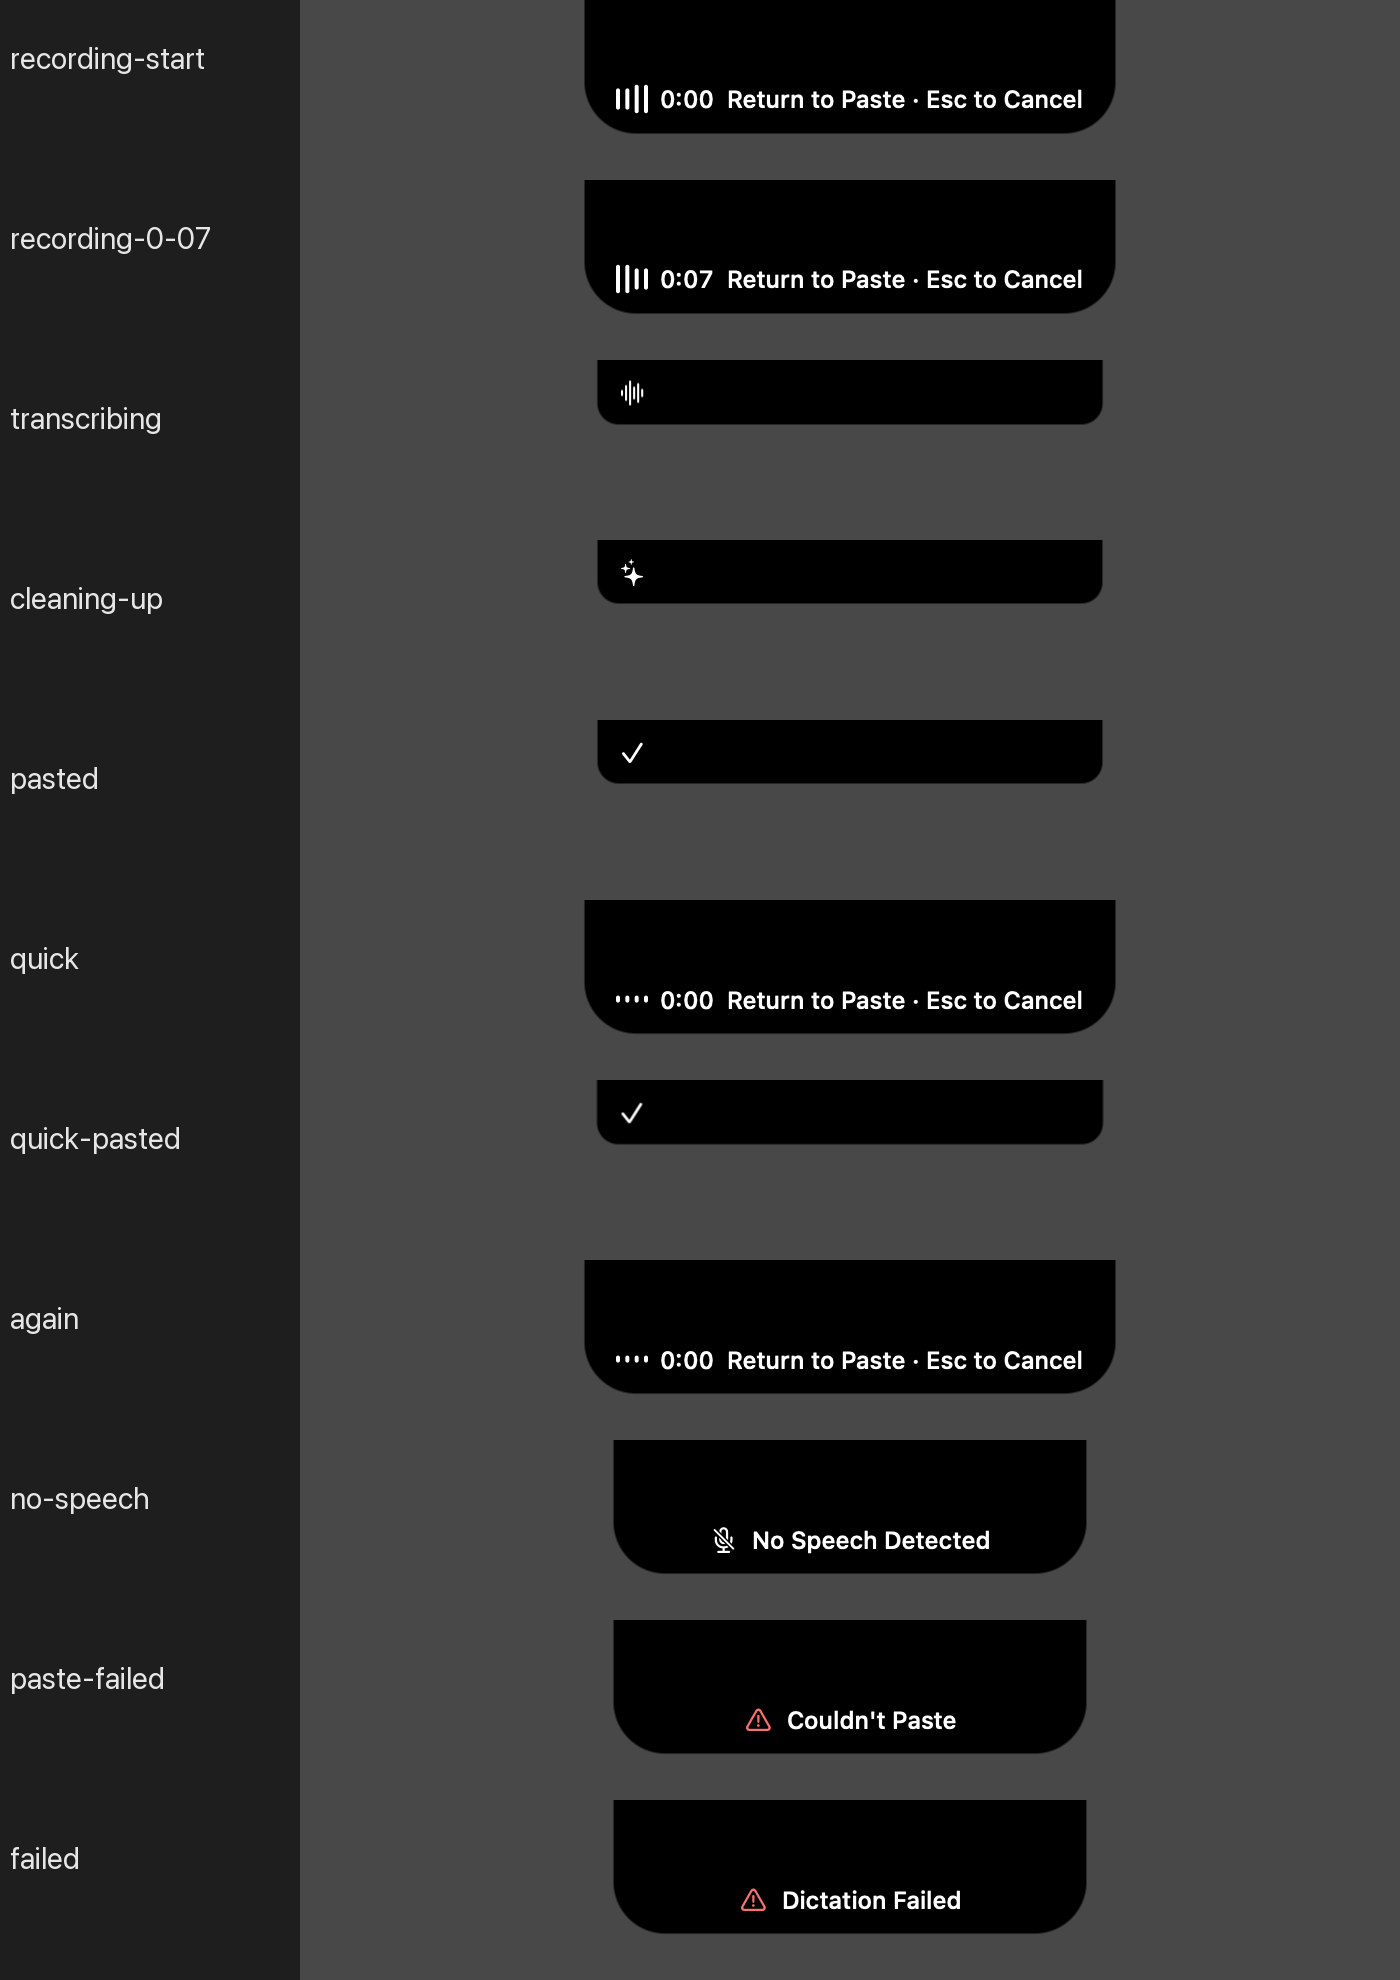 recording-start
0:00 Return to Paste · Esc to Cancel
recording-0-07
0:07 Return to Paste · Esc to Cancel
transcribing
cleaning-up
pasted
quick
0:00 Return to Paste · Esc to Cancel
quick-pasted
again
0:00 Return to Paste · Esc to Cancel
no-speech
No Speech Detected
paste-failed
Couldn't Paste
failed
Dictation Failed